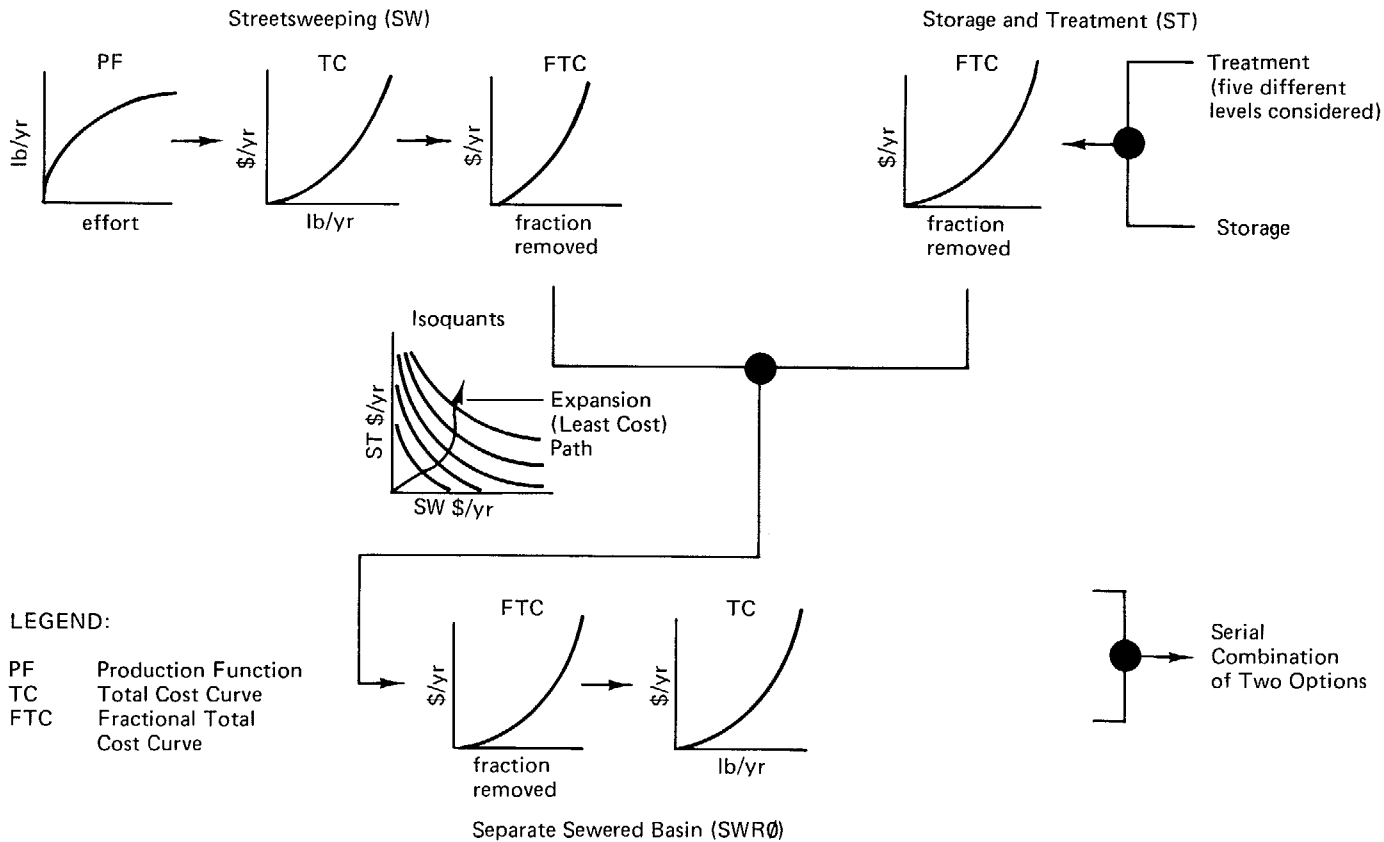 Streetsweeping (SW)
PF
lb/yr
effort
TC
$/yr
lb/yr
FTC
$/yr
fraction
removed
Storage and Treatment (ST)
FTC
$/yr
fraction
removed
Treatment
(five different
levels considered)
Storage
Isoquants
ST $/yr
SW $/yr
Expansion
(Least Cost)
Path
LEGEND:
PF Production Function
TC Total Cost Curve
FTC Fractional Total
Cost Curve
FTC
$/yr
fraction
removed
TC
$/yr
lb/yr
Separate Sewered Basin (SWRØ)
Serial
Combination
of Two Options